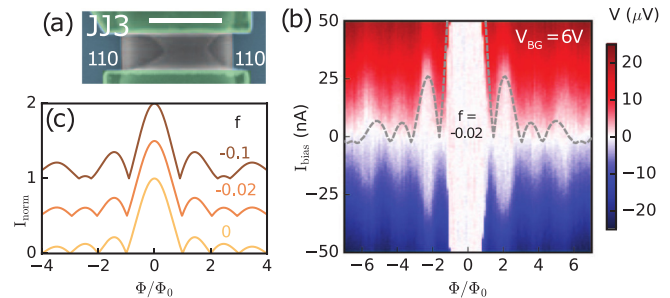 (a)
JJ3
110
110
(b)
V_BG = 6V
f =
-0.02
I_bias (nA)
50
25
0
−25
−50
−6 −4 −2 0 2 4 6
Φ/Φ₀
V (μV)
20
10
0
−10
−20
(c)
f
-0.1
-0.02
0
I_norm
2
1
0
−4 −2 0 2 4
Φ/Φ₀